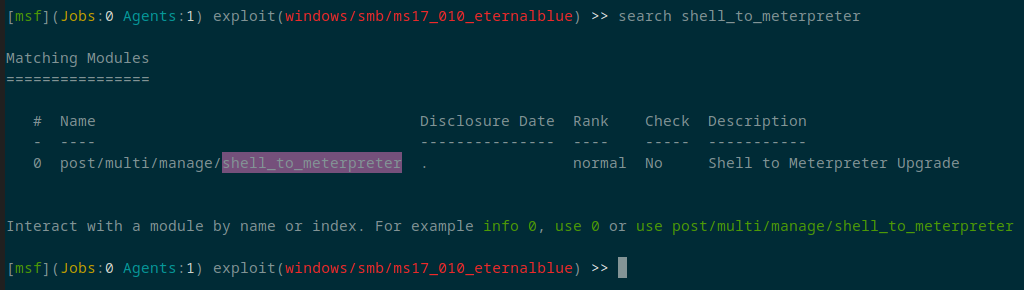 [msf](Jobs:0 Agents:1) exploit(windows/smb/ms17_010_eternalblue) >> search shell_to_meterpreter
Matching Modules
================
#  Name                                    Disclosure Date  Rank    Check  Description
-  ----                                    ---------------  ----    -----  -----------
0  post/multi/manage/shell_to_meterpreter  .                normal  No     Shell to Meterpreter Upgrade
Interact with a module by name or index. For example info 0, use 0 or use post/multi/manage/shell_to_meterpreter
[msf](Jobs:0 Agents:1) exploit(windows/smb/ms17_010_eternalblue) >>